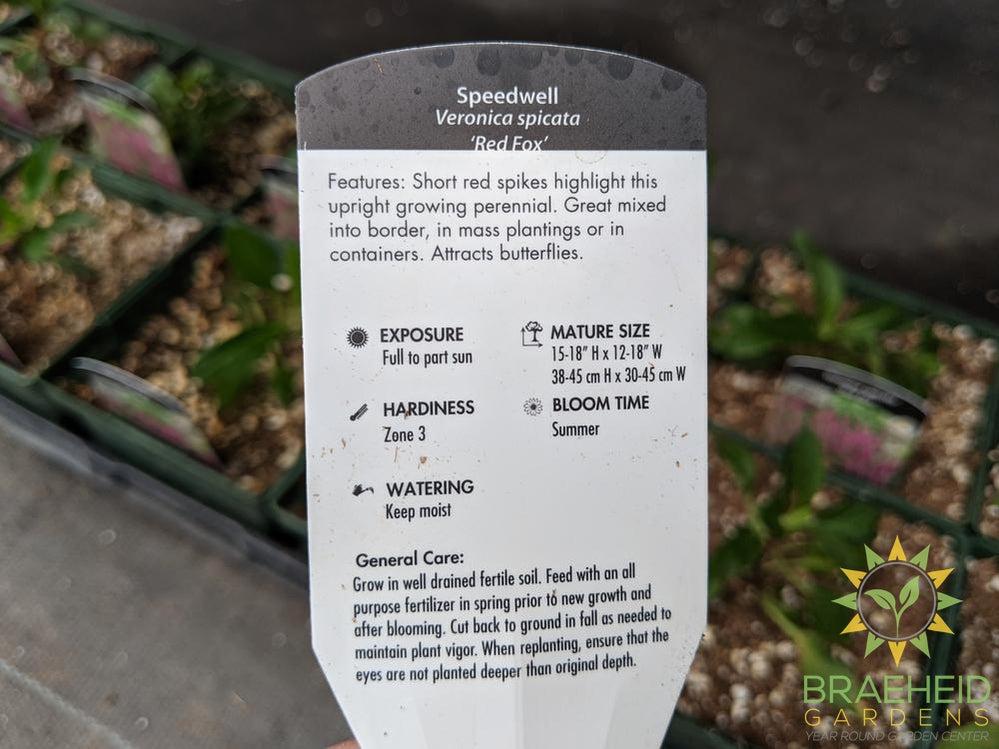 Speedwell
Veronica spicata
'Red Fox'
Features: Short red spikes highlight this
upright growing perennial. Great mixed
into border, in mass plantings or in
containers. Attracts butterflies.
EXPOSURE
Full to part sun
HARDINESS
Zone 3
WATERING
Keep moist
MATURE SIZE
15-18" H x 12-18" W
38-45 cm H x 30-45 cm W
BLOOM TIME
Summer
General Care:
Grow in well drained fertile soil. Feed with an all
purpose fertilizer in spring prior to new growth and
after blooming. Cut back to ground in fall as needed to
maintain plant vigor. When replanting, ensure that the
eyes are not planted deeper than original depth.
BRAEHEID
GARDENS
YEAR ROUND GARDEN CENTER